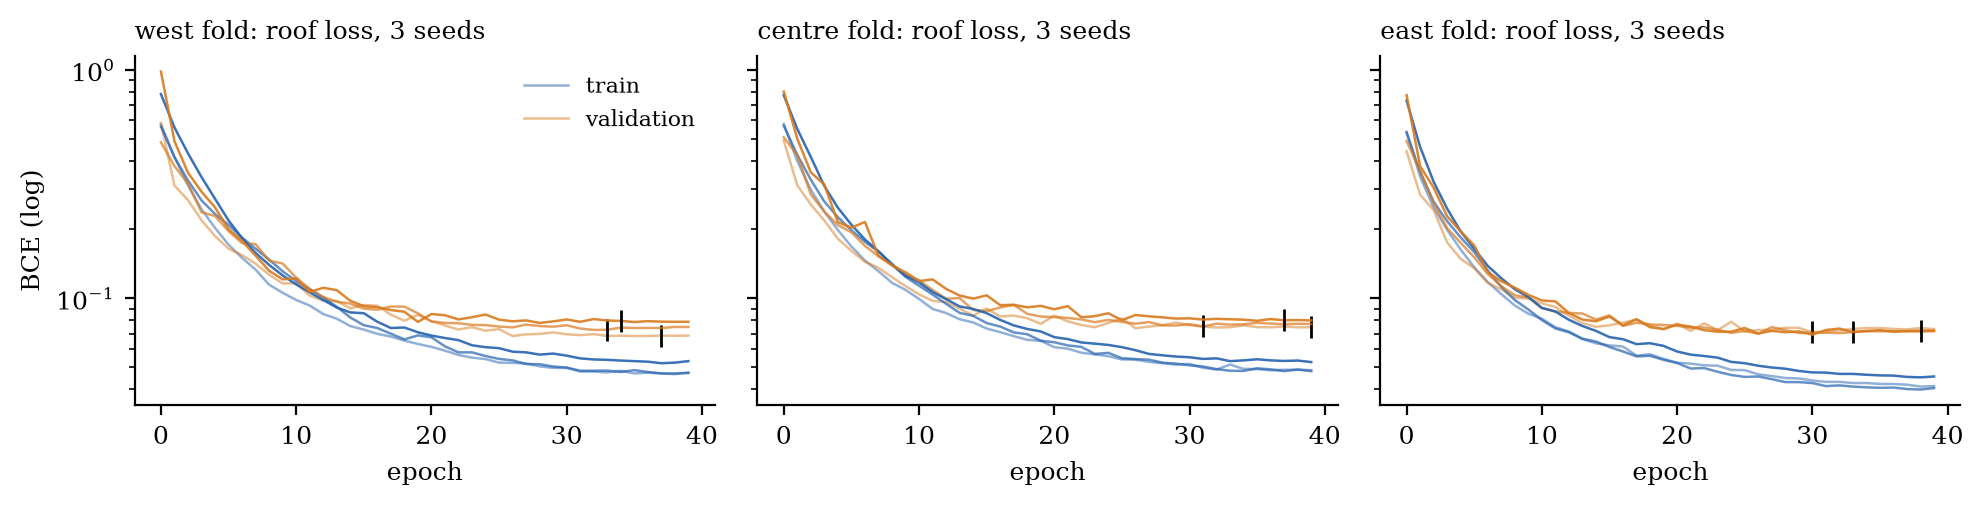 west fold: roof loss, 3 seeds
centre fold: roof loss, 3 seeds
east fold: roof loss, 3 seeds
BCE (log)
10⁰
10⁻¹
train
validation
0 10 20 30 40
0 10 20 30 40
0 10 20 30 40
epoch
epoch
epoch